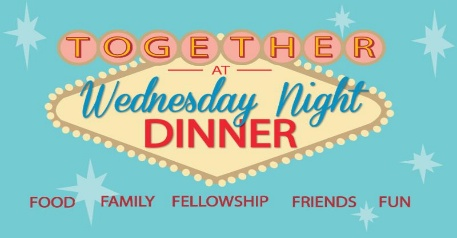 TOGETHER
AT
Wednesday Night
DINNER
FOOD FAMILY FELLOWSHIP FRIENDS FUN